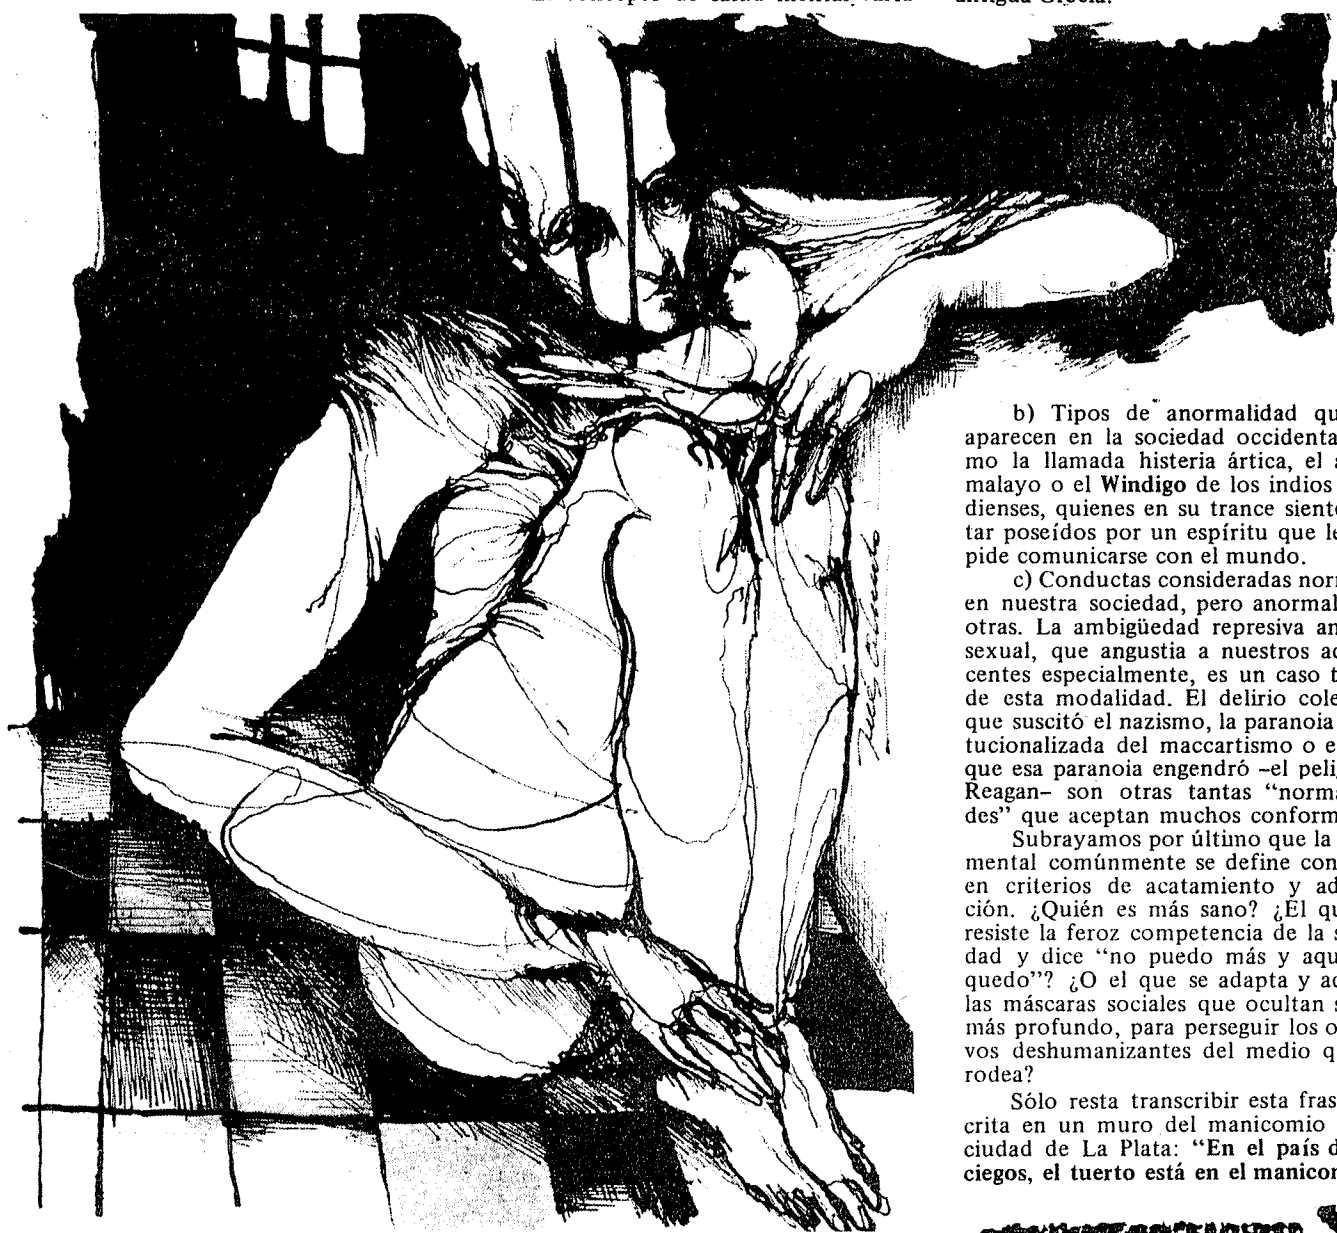 antigua Grecia.
b) Tipos de anormalidad qu
aparecen en la sociedad occidenta
mo la llamada histeria ártica, el a
malayo o el Windigo de los indios
dienses, quienes en su trance siente
tar poseídos por un espíritu que le
pide comunicarse con el mundo.
c) Conductas consideradas norm
en nuestra sociedad, pero anormal
otras. La ambigüedad represiva an
sexual, que angustia a nuestros ad
centes especialmente, es un caso t
de esta modalidad. El delirio cole
que suscitó el nazismo, la paranoia
tucionalizada del maccartismo o e
que esa paranoia engendró -el pelig
Reagan- son otras tantas “norma
des” que aceptan muchos conform
Subrayamos por último que la
mental comúnmente se define con
en criterios de acatamiento y ad
ción. ¿Quién es más sano? ¿El qu
resiste la feroz competencia de la s
dad y dice “no puedo más y aqu
quedo”? ¿O el que se adapta y ad
las máscaras sociales que ocultan s
más profundo, para perseguir los o
vos deshumanizantes del medio q
rodea?
Sólo resta transcribir esta fras
crita en un muro del manicomio
ciudad de La Plata: “En el país d
ciegos, el tuerto está en el manicom